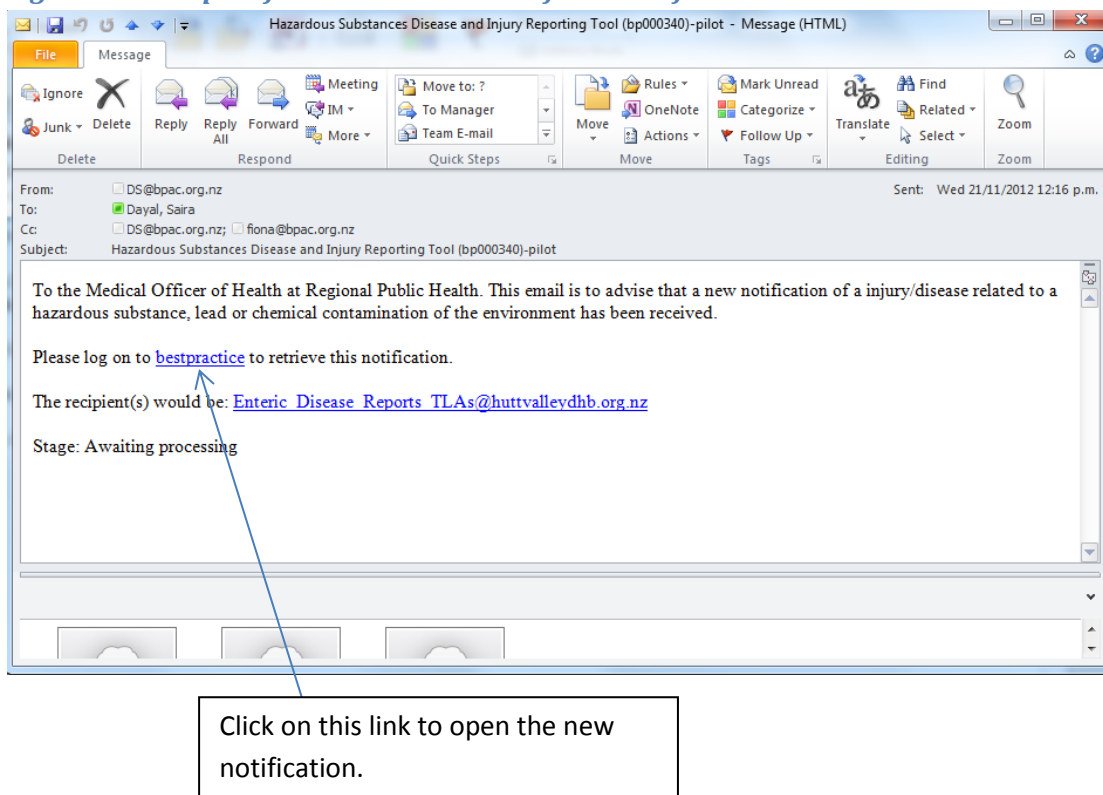 Hazardous Substances Disease and Injury Reporting Tool (bp000340)-pilot - Message (HTML)
File Message
Ignore
Junk
Delete
Reply
Reply All
Forward
Meeting
IM
More
Move to: ?
To Manager
Team E-mail
Move
Rules
OneNote
Actions
Mark Unread
Categorize
Follow Up
Translate
Find
Related
Select
Zoom
Delete Respond Quick Steps Move Tags Editing Zoom
From: DS@bpac.org.nz Sent: Wed 21/11/2012 12:16 p.m.
To: Dayal, Saira
Cc: DS@bpac.org.nz; fiona@bpac.org.nz
Subject: Hazardous Substances Disease and Injury Reporting Tool (bp000340)-pilot
To the Medical Officer of Health at Regional Public Health. This email is to advise that a new notification of a injury/disease related to a
hazardous substance, lead or chemical contamination of the environment has been received.
Please log on to bestpractice to retrieve this notification.
The recipient(s) would be: Enteric_Disease_Reports_TLAs@huttvalleydhb.org.nz
Stage: Awaiting processing
Click on this link to open the new
notification.